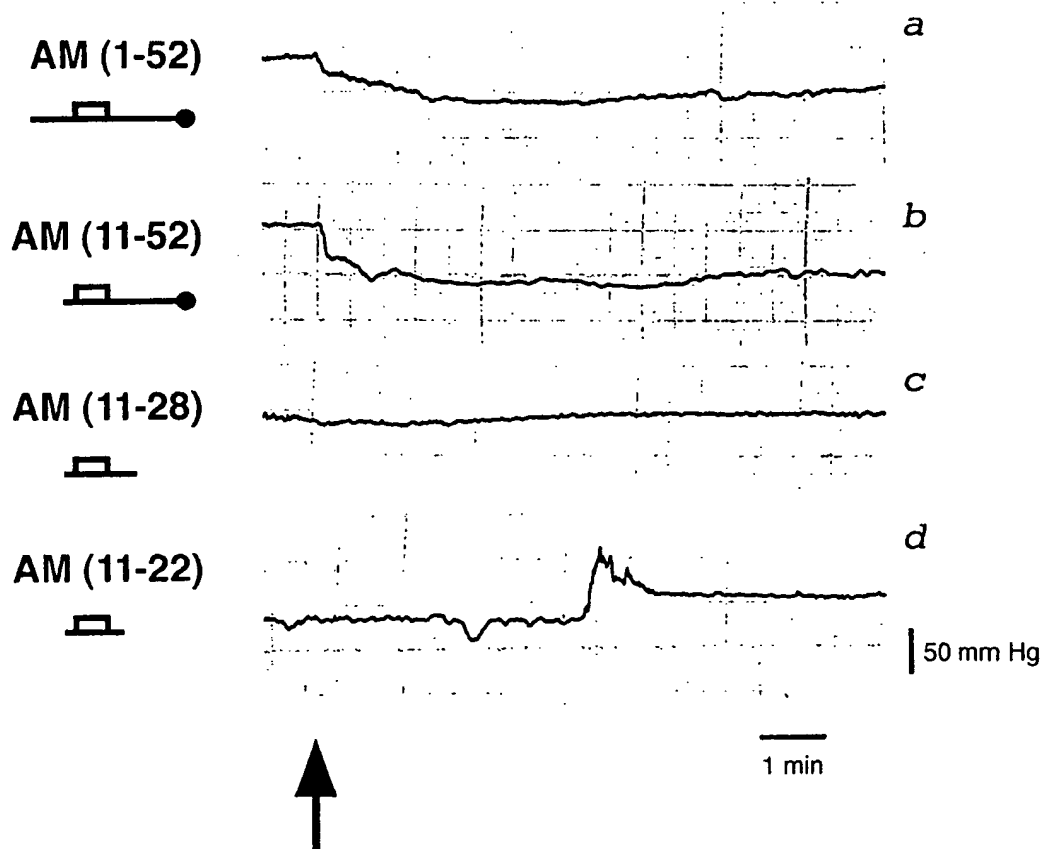 a
AM (1-52)
b
AM (11-52)
c
AM (11-28)
d
AM (11-22)
50 mm Hg
1 min